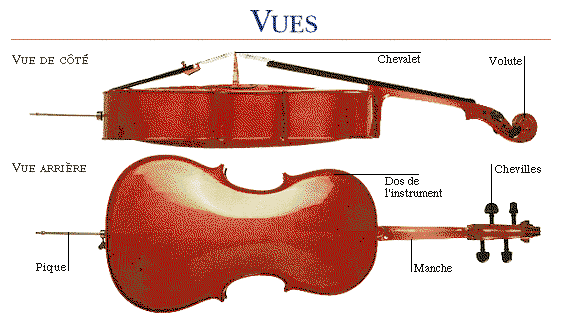 VUES
VUE DE CÔTÉ
Chevalet
Volute
VUE ARRIÈRE
Chevilles
Dos de
l'instrument
Pique
Manche